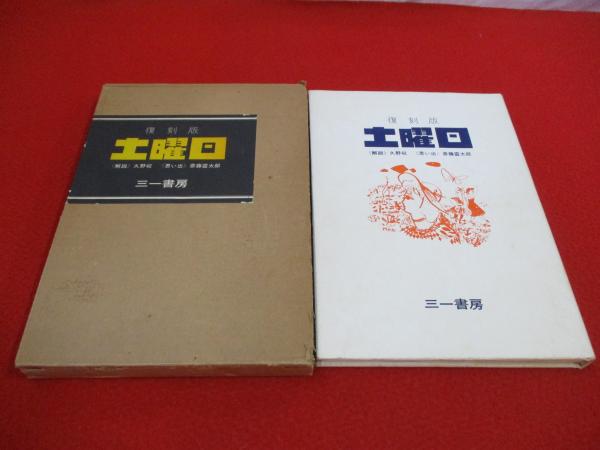 復刻版
土曜日
〈解説〉久野収 〈思い出〉斎藤雷太郎
三一書房
復刻版
土曜日
〈解説〉久野収 〈思い出〉斎藤雷太郎
三一書房